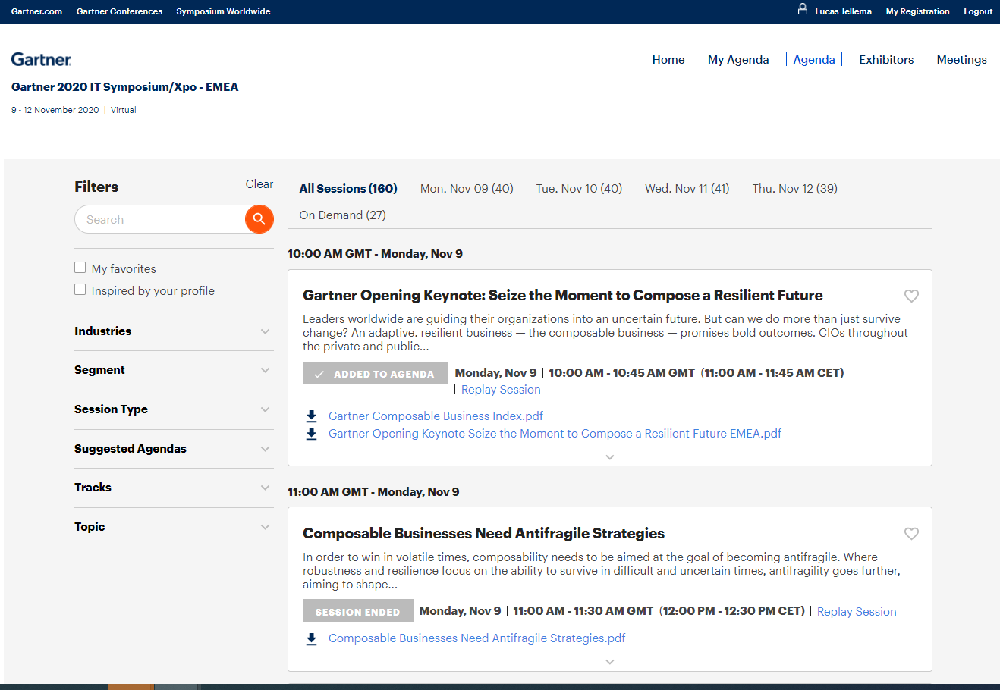 Gartner.com Gartner Conferences Symposium Worldwide Lucas Jellema My Registration Logout
Gartner.
Home My Agenda Agenda Exhibitors Meetings
Gartner 2020 IT Symposium/Xpo - EMEA
9 - 12 November 2020 | Virtual
Filters Clear
Search
My favorites
Inspired by your profile
Industries
Segment
Session Type
Suggested Agendas
Tracks
Topic
All Sessions (160) Mon, Nov 09 (40) Tue, Nov 10 (40) Wed, Nov 11 (41) Thu, Nov 12 (39)
On Demand (27)
10:00 AM GMT - Monday, Nov 9
Gartner Opening Keynote: Seize the Moment to Compose a Resilient Future
Leaders worldwide are guiding their organizations into an uncertain future. But can we do more than just survive
change? An adaptive, resilient business — the composable business — promises bold outcomes. CIOs throughout
the private and public...
ADDED TO AGENDA Monday, Nov 9 | 10:00 AM - 10:45 AM GMT (11:00 AM - 11:45 AM CET)
| Replay Session
Gartner Composable Business Index.pdf
Gartner Opening Keynote Seize the Moment to Compose a Resilient Future EMEA.pdf
11:00 AM GMT - Monday, Nov 9
Composable Businesses Need Antifragile Strategies
In order to win in volatile times, composability needs to be aimed at the goal of becoming antifragile. Where
robustness and resilience focus on the ability to survive in difficult and uncertain times, antifragility goes further,
aiming to shape...
SESSION ENDED Monday, Nov 9 | 11:00 AM - 11:30 AM GMT (12:00 PM - 12:30 PM CET) | Replay Session
Composable Businesses Need Antifragile Strategies.pdf